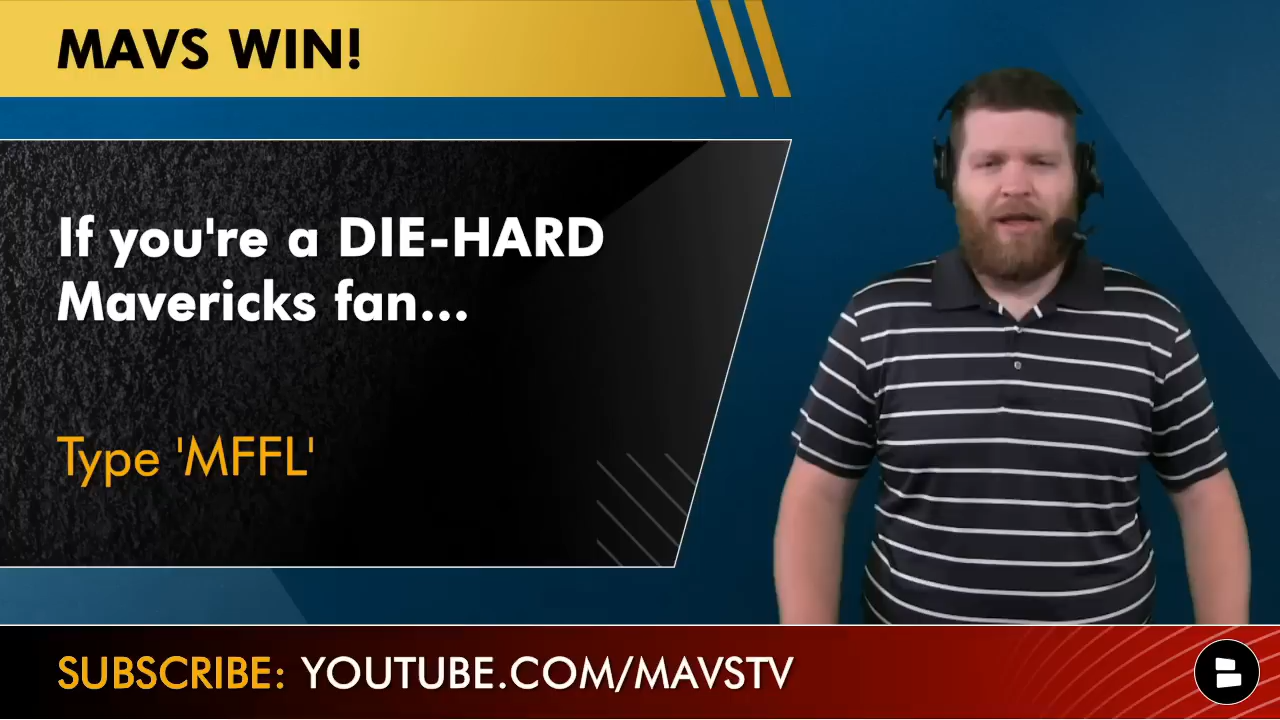 MAVS WIN!
If you're a DIE-HARD
Mavericks fan...
Type 'MFFL'
SUBSCRIBE: YOUTUBE.COM/MAVSTV